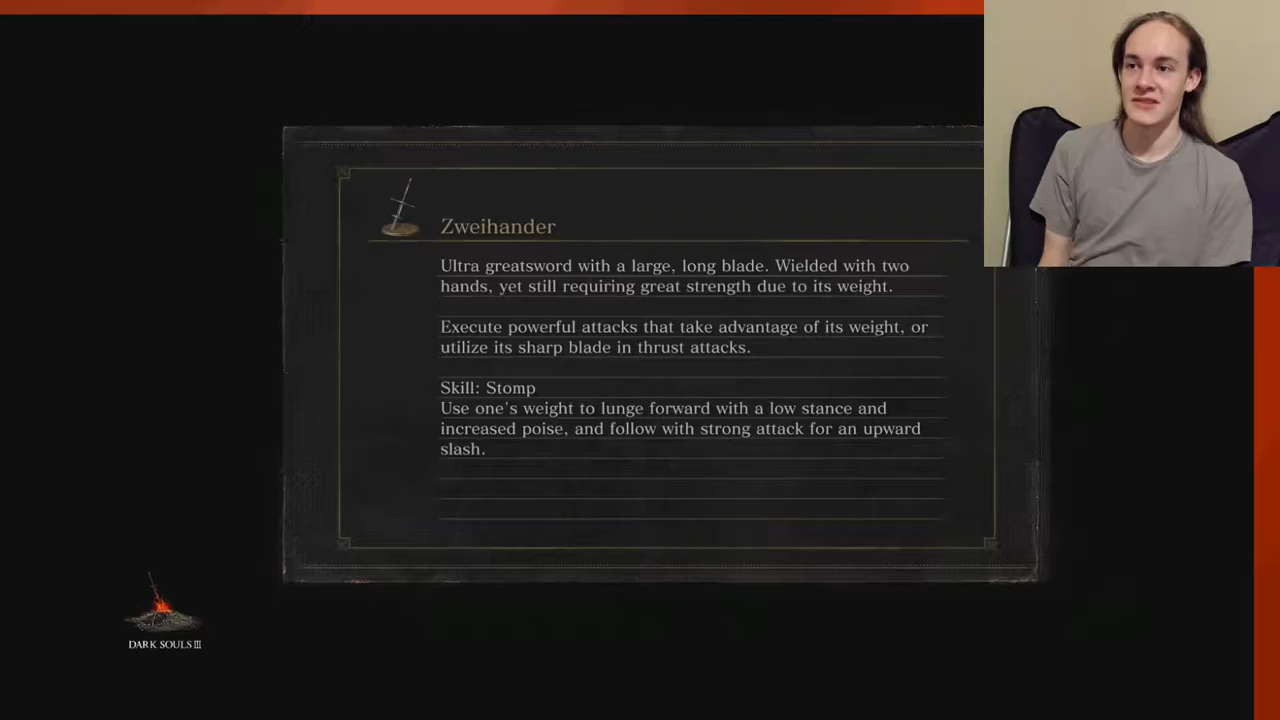 Zweihander
Ultra greatsword with a large, long blade. Wielded with two
hands, yet still requiring great strength due to its weight.
Execute powerful attacks that take advantage of its weight, or
utilize its sharp blade in thrust attacks.
Skill: Stomp
Use one's weight to lunge forward with a low stance and
increased poise, and follow with strong attack for an upward
slash.
DARK SOULS III